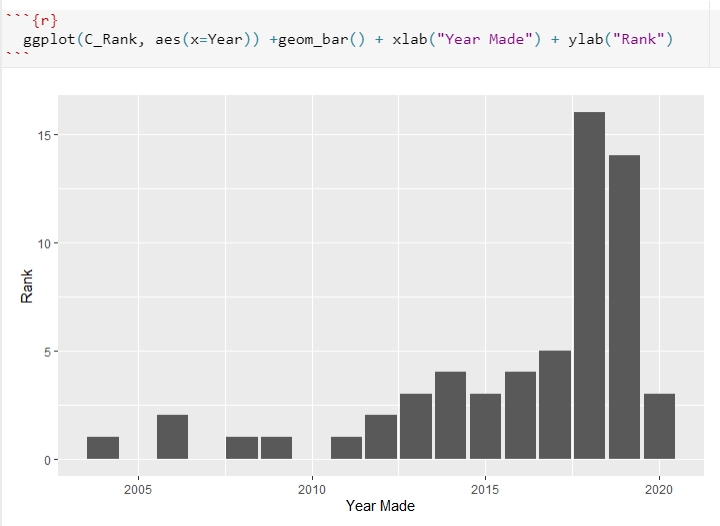 ```{r}
ggplot(C_Rank, aes(x=Year)) +geom_bar() + xlab("Year Made") + ylab("Rank")
```
15
10
5
0
Rank
2005 2010 2015 2020
Year Made